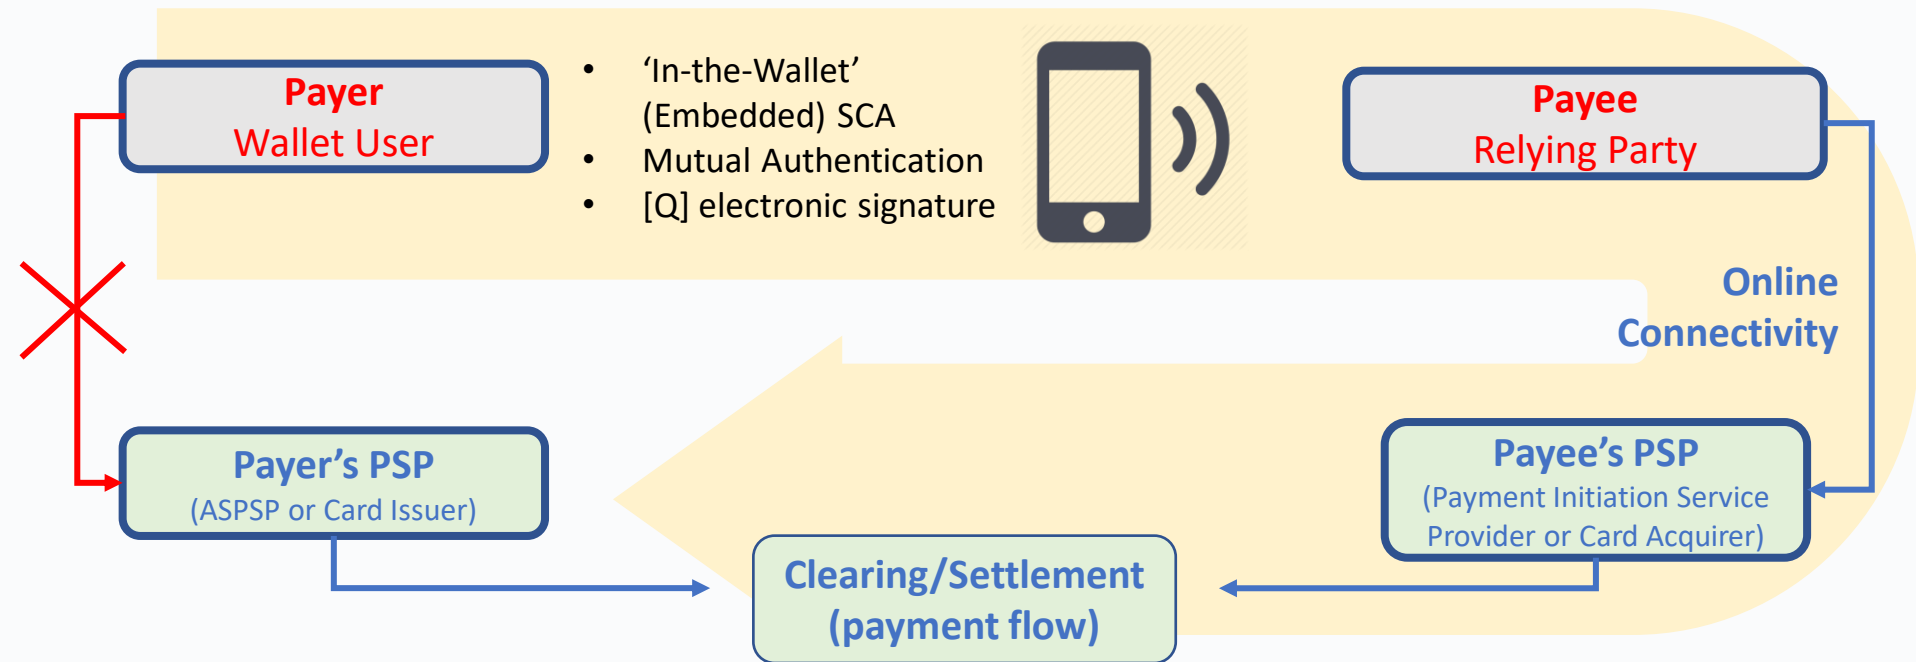 Payer
Wallet User
• ‘In-the-Wallet’
(Embedded) SCA
• Mutual Authentication
• [Q] electronic signature
Payee
Relying Party
Online
Connectivity
Payer’s PSP
(ASPSP or Card Issuer)
Payee’s PSP
(Payment Initiation Service
Provider or Card Acquirer)
Clearing/Settlement
(payment flow)